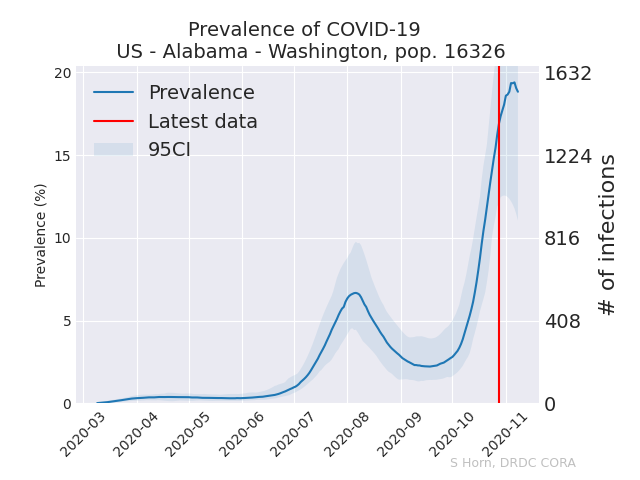 Prevalence of COVID-19
US - Alabama - Washington, pop. 16326
Prevalence
Latest data
95CI
Prevalence (%)
20
15
10
5
0
1632
1224
816
408
0
# of infections
2020-03
2020-04
2020-05
2020-06
2020-07
2020-08
2020-09
2020-10
2020-11
S Horn, DRDC CORA